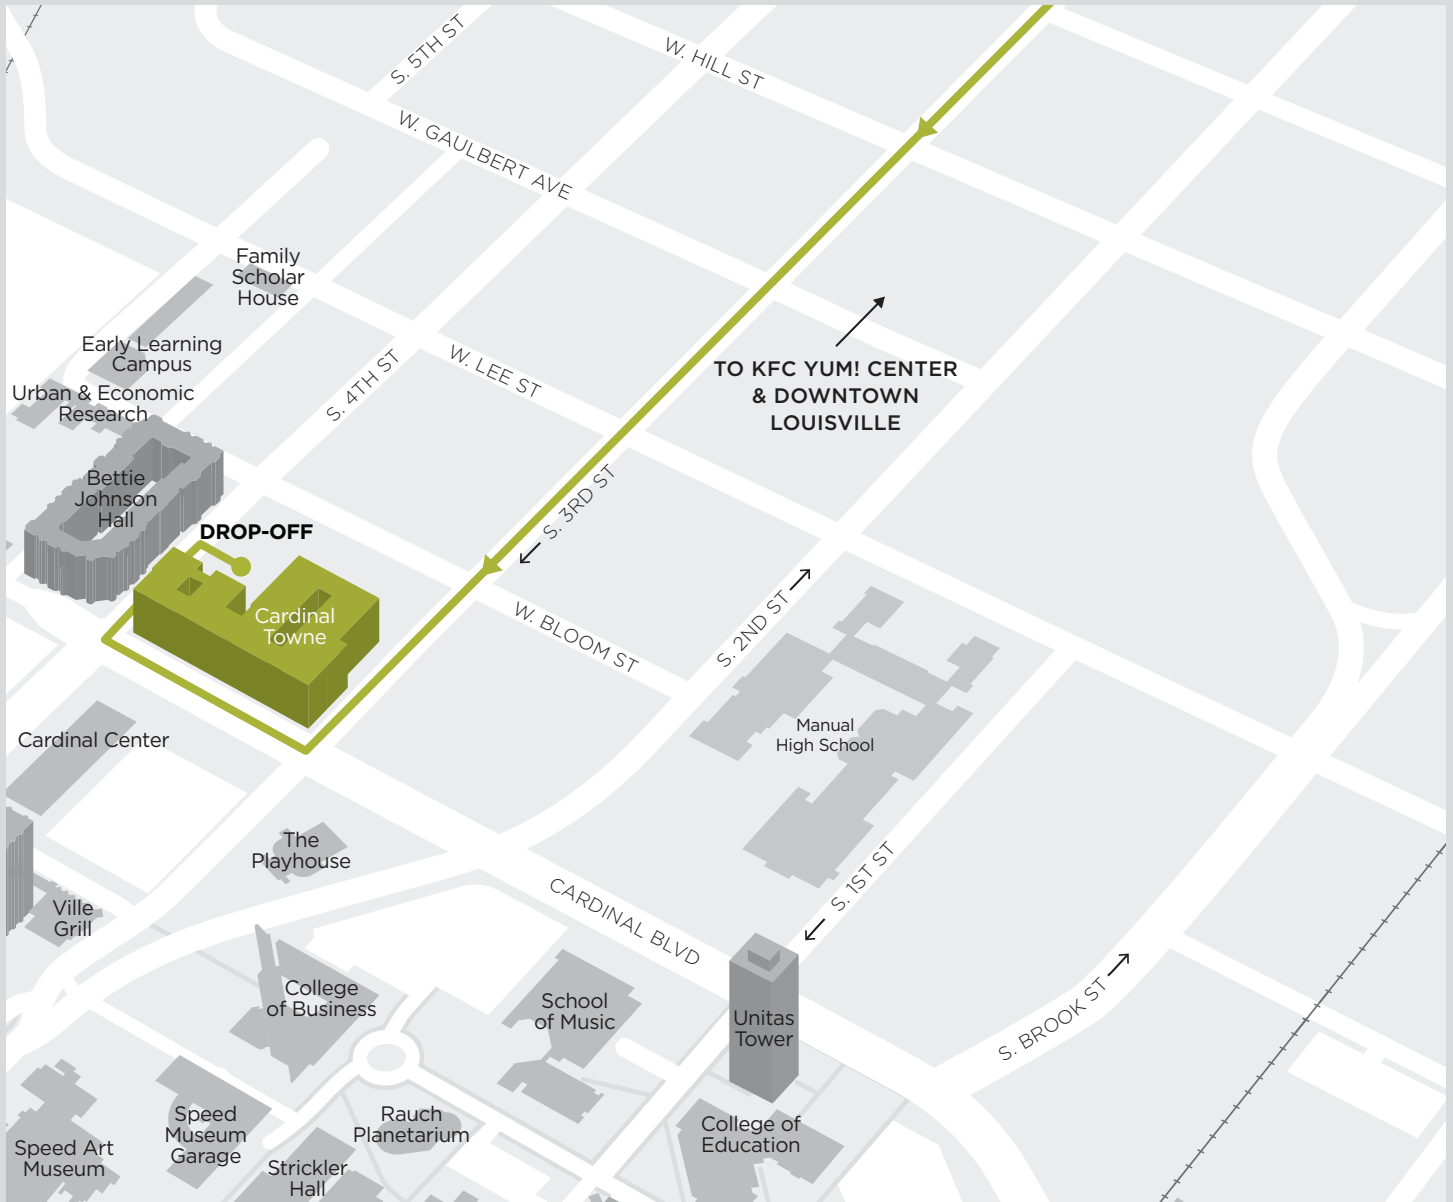 S. 5TH ST
W. HILL ST
W. GAULBERT AVE
Family
Scholar
House
Early Learning
Campus
Urban & Economic
Research
S. 4TH ST
W. LEE ST
TO KFC YUM! CENTER
& DOWNTOWN
LOUISVILLE
Bettie
Johnson
Hall
DROP-OFF
S. 3RD ST
Cardinal
Towne
W. BLOOM ST
S. 2ND ST
Manual
High School
Cardinal Center
The
Playhouse
S. 1ST ST
CARDINAL BLVD
Ville
Grill
College
of Business
School
of Music
Unitas
Tower
S. BROOK ST
Speed
Museum
Garage
Rauch
Planetarium
College of
Education
Speed Art
Museum
Strickler
Hall